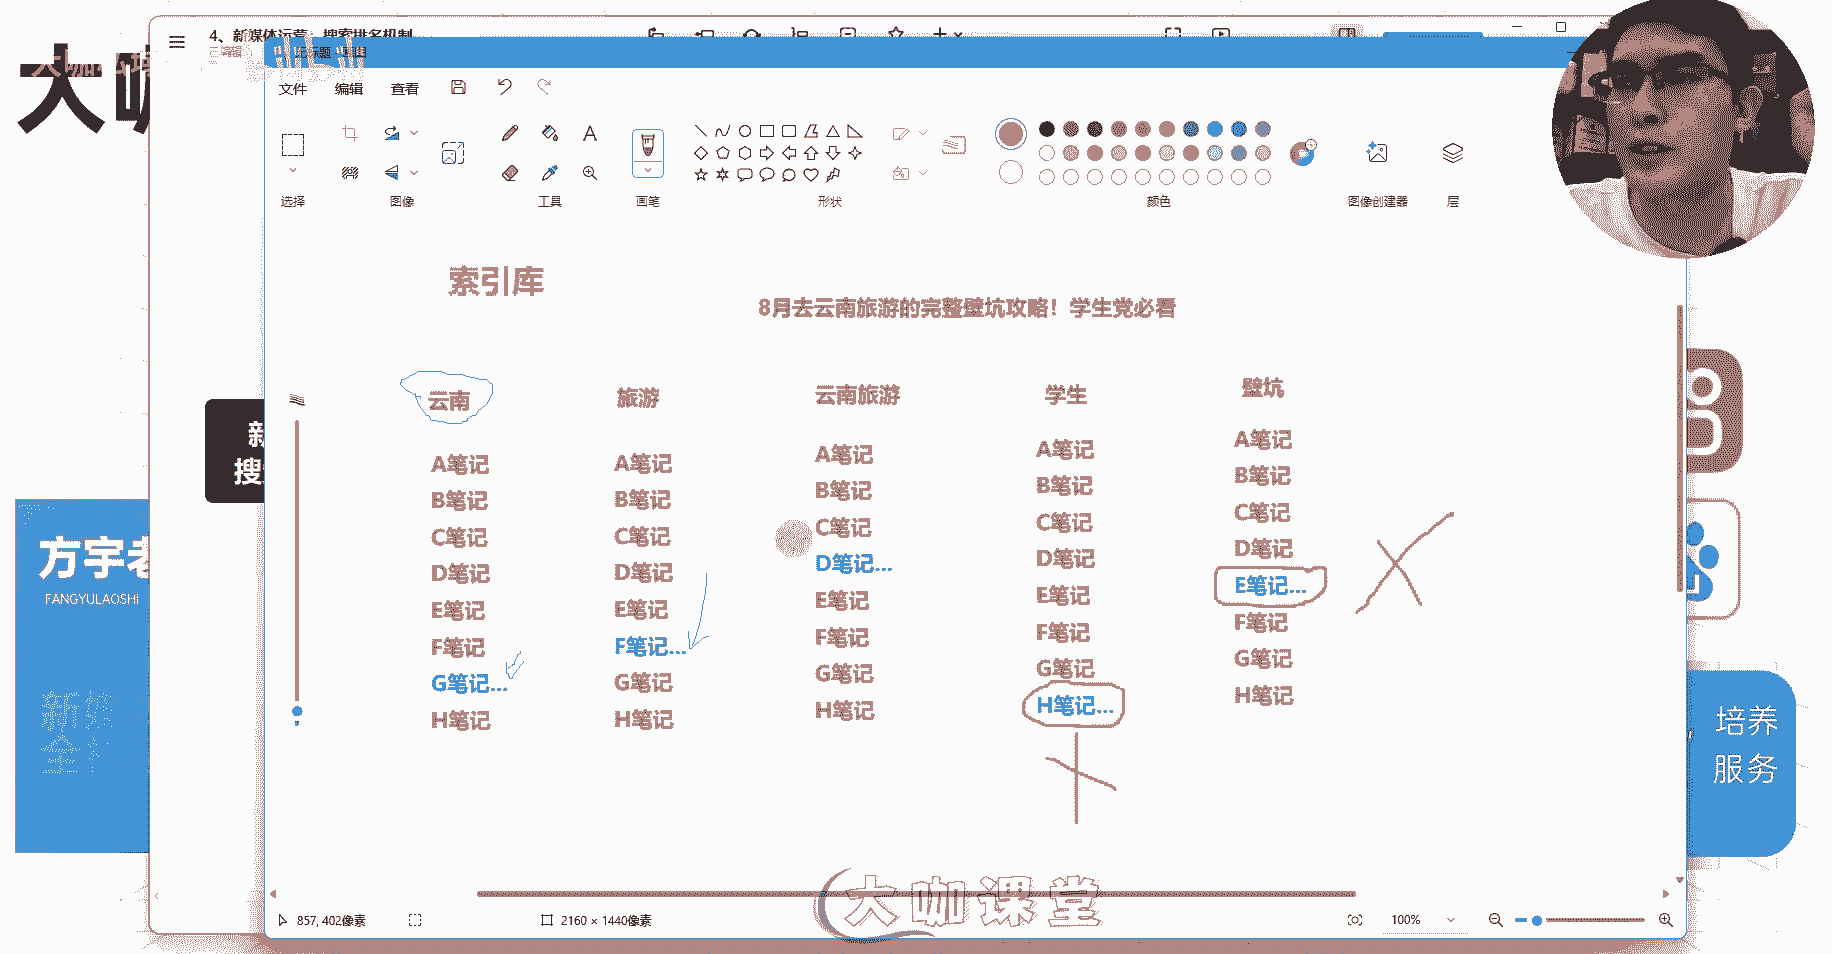 4、新媒体运营：搜索排名机制
文件 编辑 查看
选择
图像
工具
画笔
形状
颜色
图像创建器
层
索引库
8月去云南旅游的完整壁坑攻略！学生党必看
云南
A笔记
B笔记
C笔记
D笔记
E笔记
F笔记
G笔记...
H笔记
旅游
A笔记
B笔记
C笔记
D笔记
E笔记
F笔记...
G笔记
H笔记
云南旅游
A笔记
B笔记
C笔记
D笔记...
E笔记
F笔记
G笔记
H笔记
学生
A笔记
B笔记
C笔记
D笔记
E笔记
F笔记
G笔记
H笔记...
壁坑
A笔记
B笔记
C笔记
D笔记
E笔记...
F笔记
G笔记
H笔记
大咖
新
搜
方宇老
FANGYULAOSHI
新媒
全
培养
服务
大咖课堂
857, 402像素
2160 × 1440像素
100%